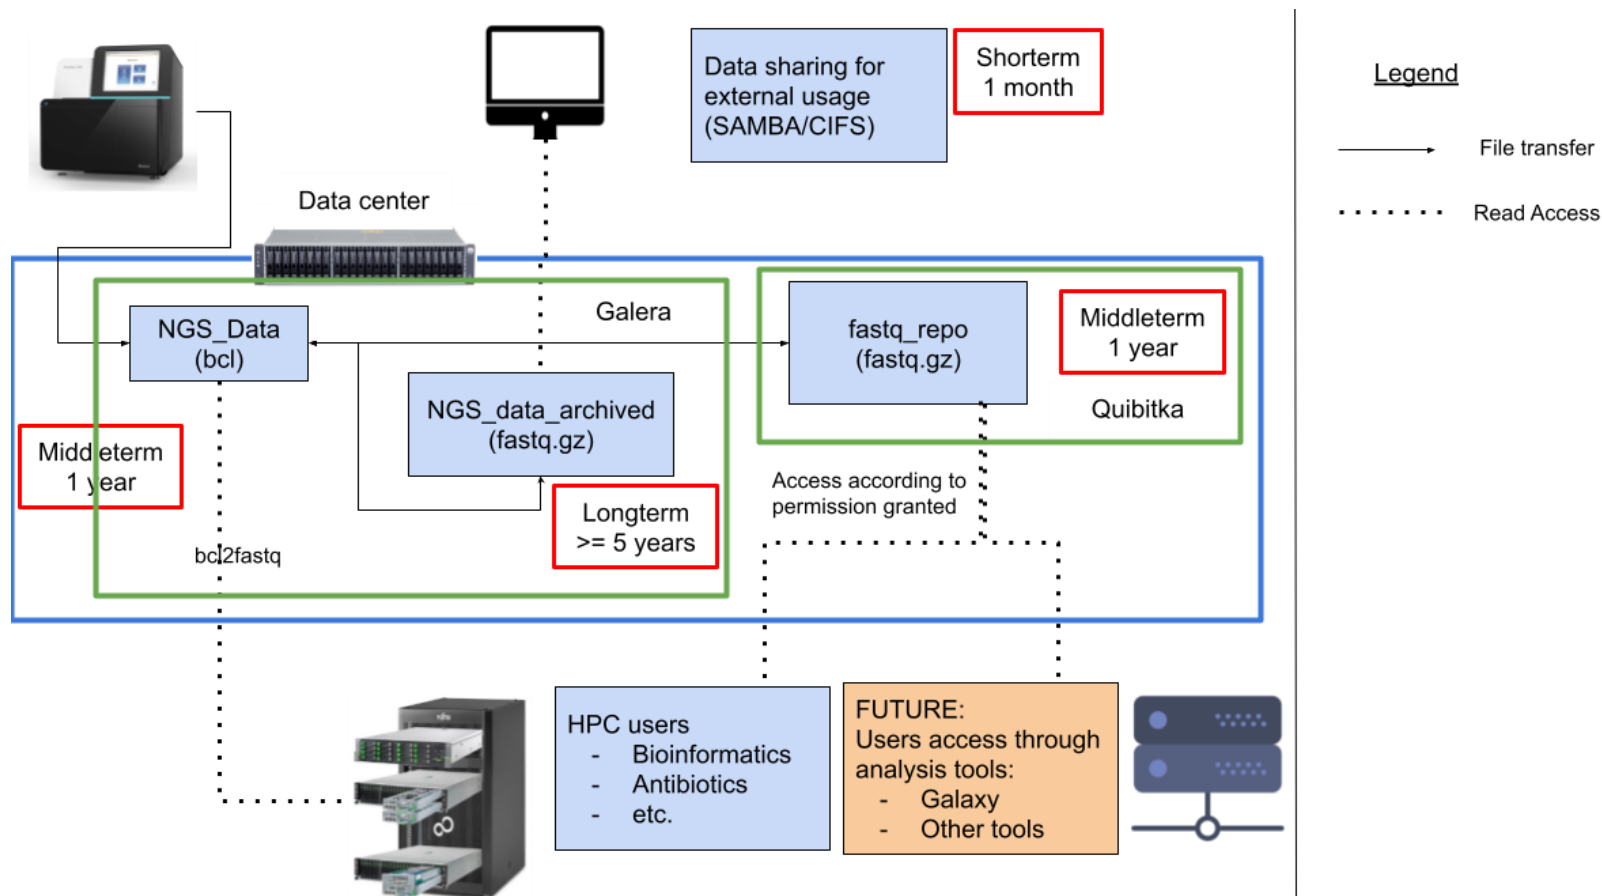 Data sharing for
external usage
(SAMBA/CIFS)
Shorterm
1 month
Legend
File transfer
Read Access
Data center
Galera
NGS_Data
(bcl)
fastq_repo
(fastq.gz)
Middleterm
1 year
Quibitka
NGS_data_archived
(fastq.gz)
Middleterm
1 year
Longterm
>= 5 years
Access according to
permission granted
bcl2fastq
HPC users
- Bioinformatics
- Antibiotics
- etc.
FUTURE:
Users access through
analysis tools:
- Galaxy
- Other tools